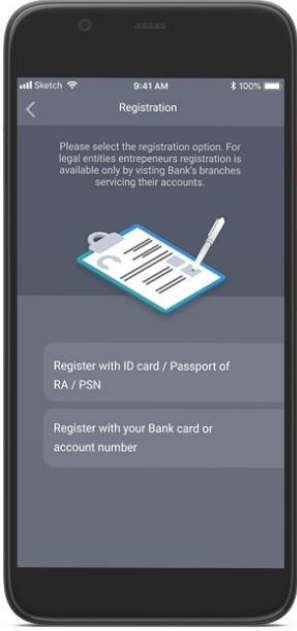 Sketch 9:41 AM 100%
Registration
Please select the registration option. For
legal entities entrepeneurs registration is
available only by visting Bank's branches
servicing their accounts.
Register with ID card / Passport of
RA / PSN
Register with your Bank card or
account number